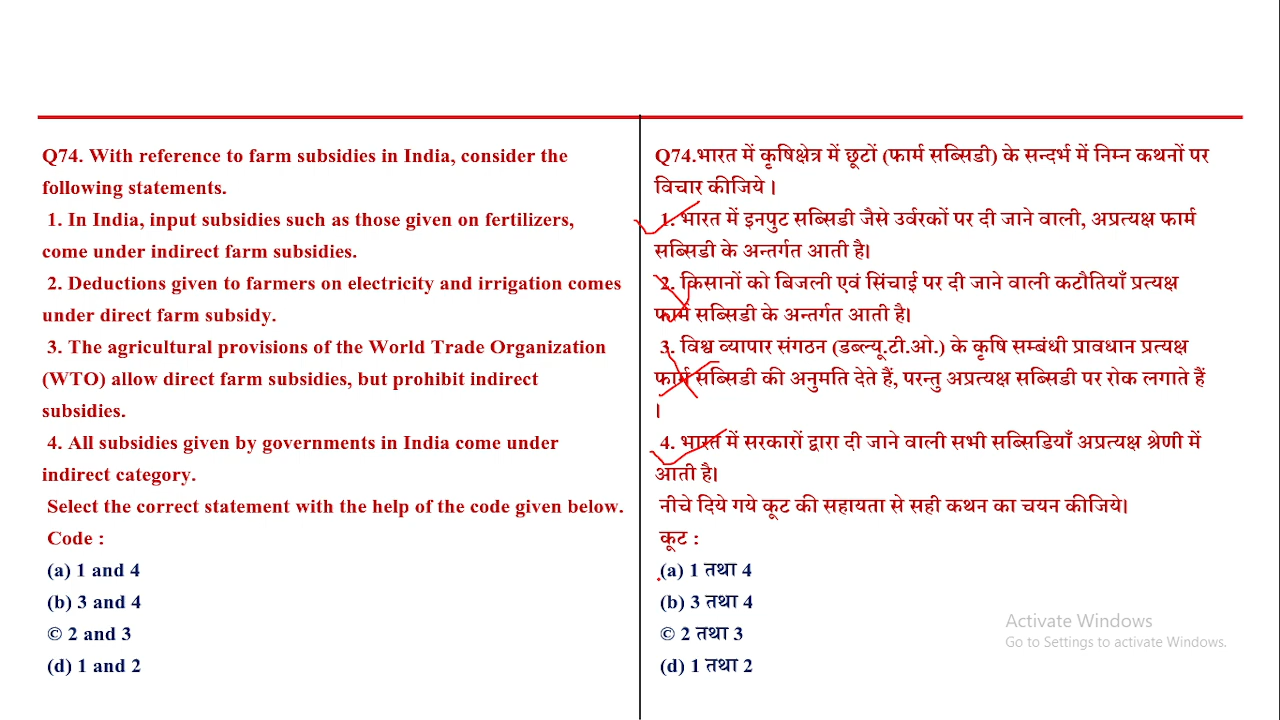 Q74. With reference to farm subsidies in India, consider the
following statements.
1. In India, input subsidies such as those given on fertilizers,
come under indirect farm subsidies.
2. Deductions given to farmers on electricity and irrigation comes
under direct farm subsidy.
3. The agricultural provisions of the World Trade Organization
(WTO) allow direct farm subsidies, but prohibit indirect
subsidies.
4. All subsidies given by governments in India come under
indirect category.
Select the correct statement with the help of the code given below.
Code :
(a) 1 and 4
(b) 3 and 4
© 2 and 3
(d) 1 and 2
Q74.भारत में कृषिक्षेत्र में छूटों (फार्म सब्सिडी) के सन्दर्भ में निम्न कथनों पर
विचार कीजिये ।
1. भारत में इनपुट सब्सिडी जैसे उर्वरकों पर दी जाने वाली, अप्रत्यक्ष फार्म
सब्सिडी के अन्तर्गत आती है।
2. किसानों को बिजली एवं सिंचाई पर दी जाने वाली कटौतियाँ प्रत्यक्ष
फार्म सब्सिडी के अन्तर्गत आती है।
3. विश्व व्यापार संगठन (डब्ल्यू.टी.ओ.) के कृषि सम्बंधी प्रावधान प्रत्यक्ष
फार्म सब्सिडी की अनुमति देते हैं, परन्तु अप्रत्यक्ष सब्सिडी पर रोक लगाते हैं
।
4. भारत में सरकारों द्वारा दी जाने वाली सभी सब्सिडियाँ अप्रत्यक्ष श्रेणी में
आती है।
नीचे दिये गये कूट की सहायता से सही कथन का चयन कीजिये।
कूट :
(a) 1 तथा 4
(b) 3 तथा 4
© 2 तथा 3
(d) 1 तथा 2
Activate Windows
Go to Settings to activate Windows.